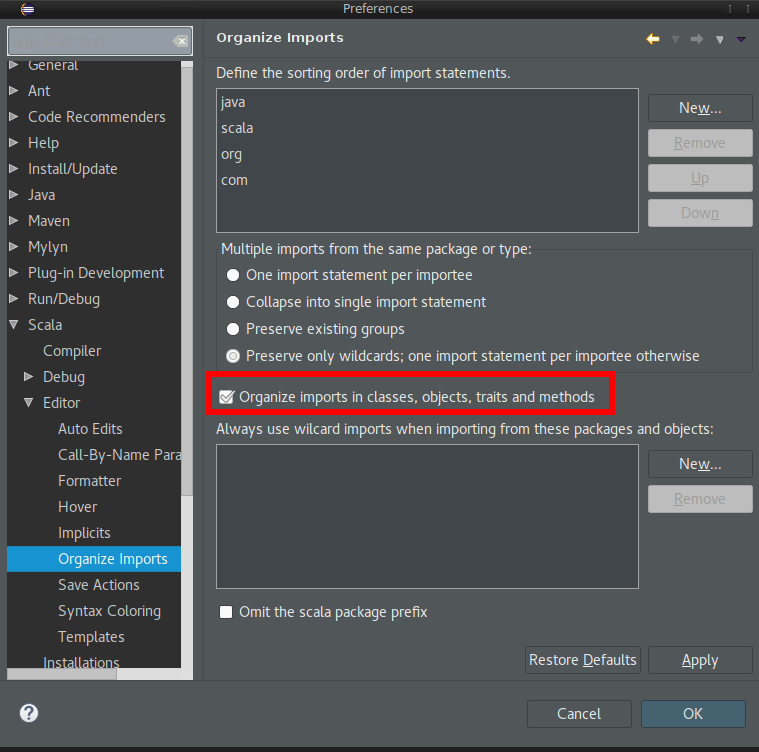 Preferences
type filter text
General
Ant
Code Recommenders
Help
Install/Update
Java
Maven
Mylyn
Plug-in Development
Run/Debug
Scala
Compiler
Debug
Editor
Auto Edits
Call-By-Name Para
Formatter
Hover
Implicits
Organize Imports
Save Actions
Syntax Coloring
Templates
Installations
Organize Imports
Define the sorting order of import statements.
java
scala
org
com
New...
Remove
Up
Down
Multiple imports from the same package or type:
One import statement per importee
Collapse into single import statement
Preserve existing groups
Preserve only wildcards; one import statement per importee otherwise
Organize imports in classes, objects, traits and methods
Always use wilcard imports when importing from these packages and objects:
New...
Remove
Omit the scala package prefix
Restore Defaults
Apply
?
Cancel
OK